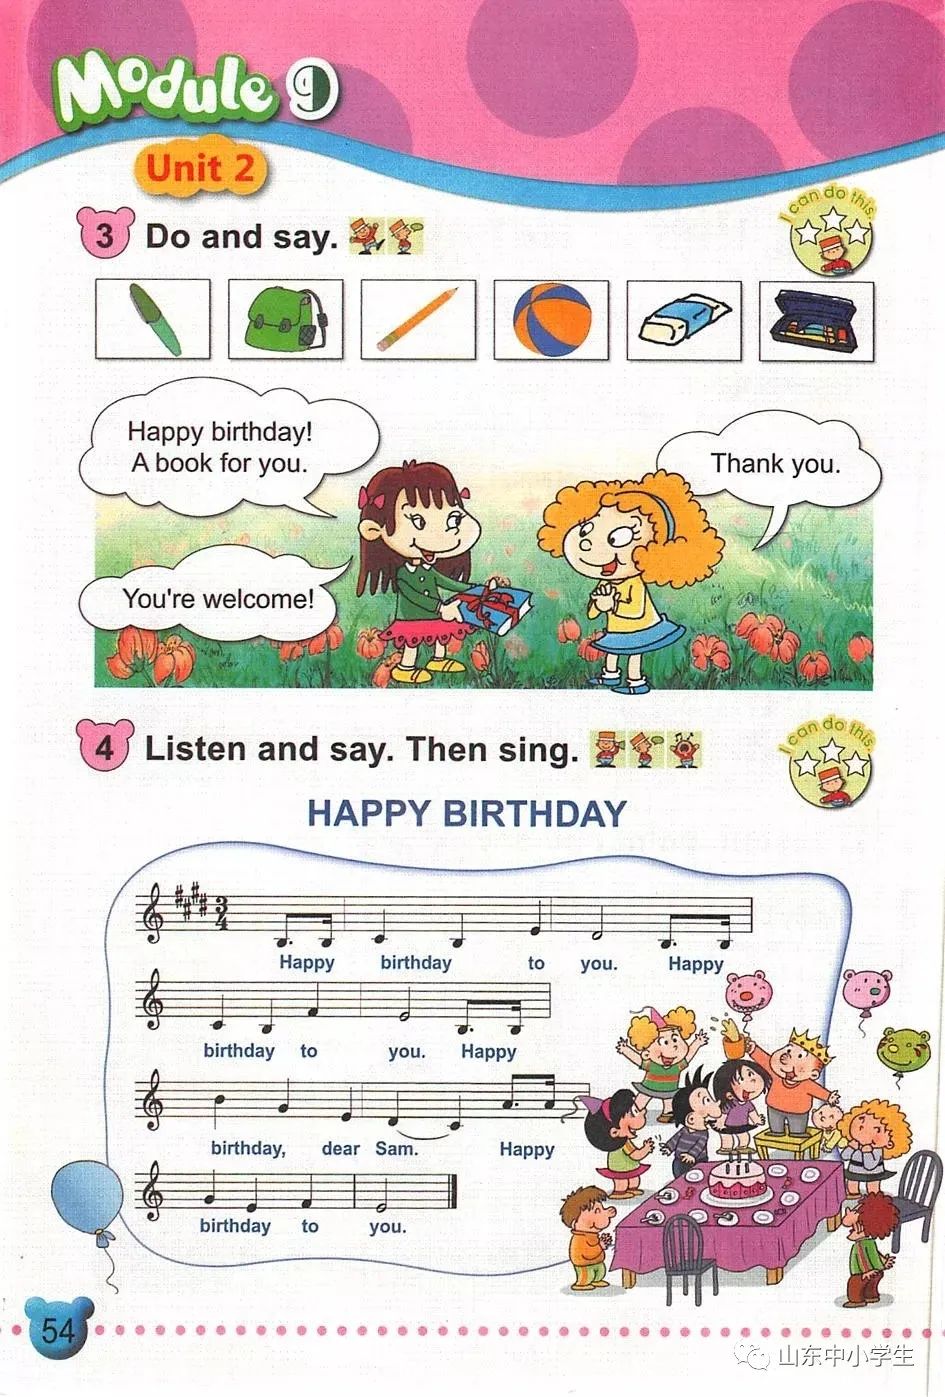 Module 9
Unit 2
3 Do and say.
I can do this.
Happy birthday!
A book for you.
Thank you.
You're welcome!
4 Listen and say. Then sing.
I can do this.
HAPPY BIRTHDAY
3
4
Happy birthday to you. Happy
birthday to you. Happy
birthday, dear Sam. Happy
birthday to you.
54
山东中小学生